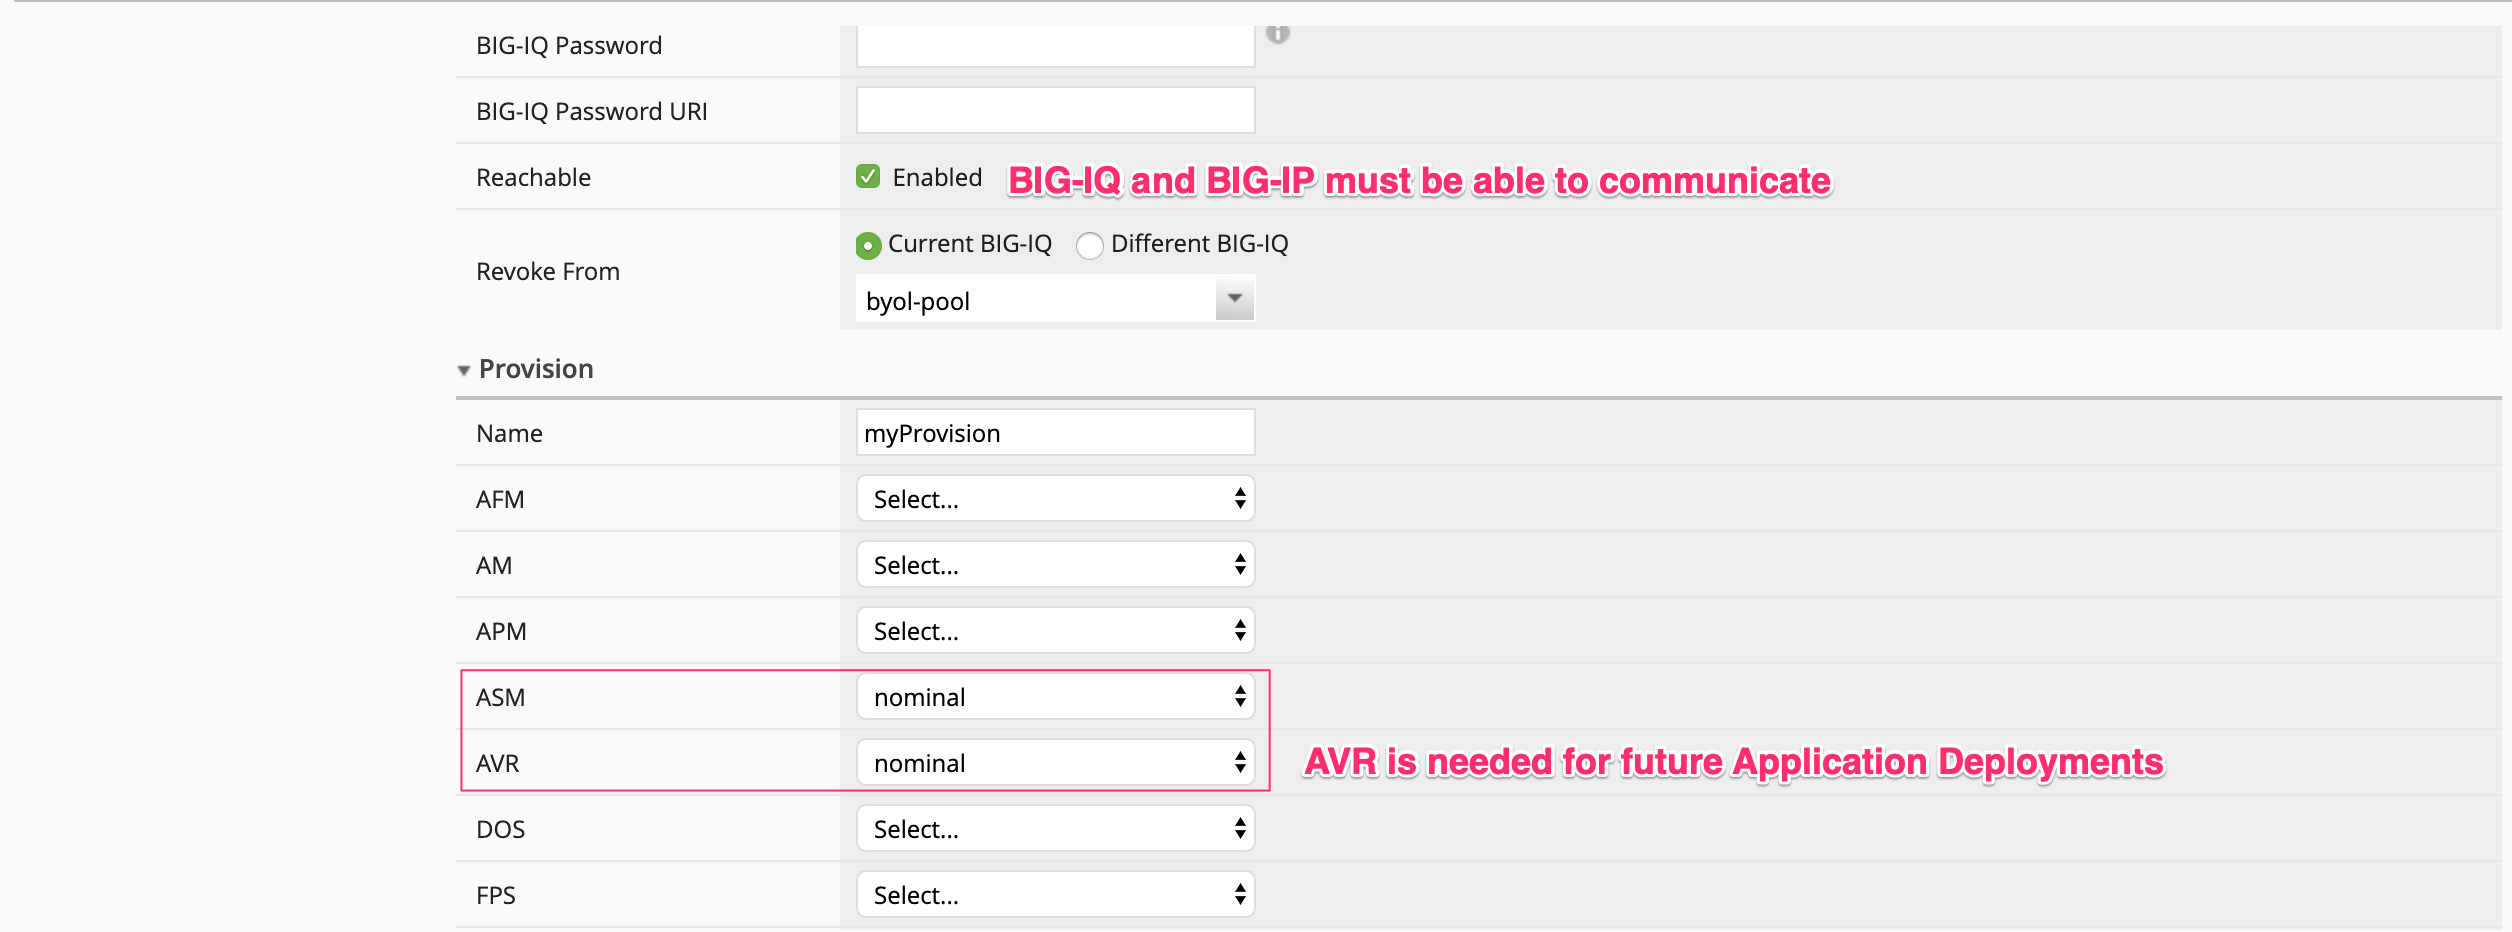 BIG-IQ Password
BIG-IQ Password URI
Reachable Enabled BIG-IQ and BIG-IP must be able to communicate
Current BIG-IQ Different BIG-IQ
Revoke From
byol-pool
Provision
Name myProvision
AFM Select...
AM Select...
APM Select...
ASM nominal
AVR nominal AVR is needed for future Application Deployments
DOS Select...
FPS Select...